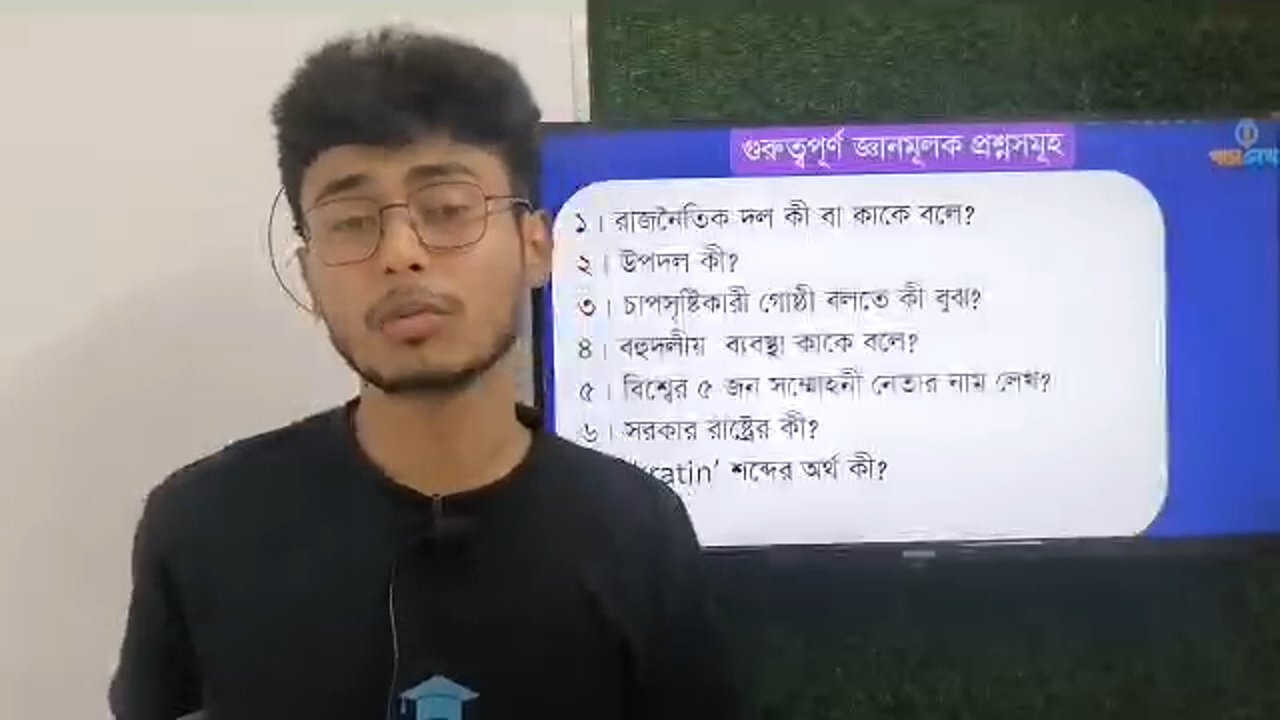 গুরুত্বপূর্ণ জ্ঞানমূলক প্রশ্নসমূহ
১। রাজনৈতিক দল কী বা কাকে বলে?
২। উপদল কী?
৩। চাপসৃষ্টিকারী গোষ্ঠী বলতে কী বুঝ?
৪। বহুদলীয় ব্যবস্থা কাকে বলে?
৫। বিশ্বের ৫ জন সম্মোহনী নেতার নাম লেখ?
৬। সরকার রাষ্ট্রের কী?
শব্দের অর্থ কী?